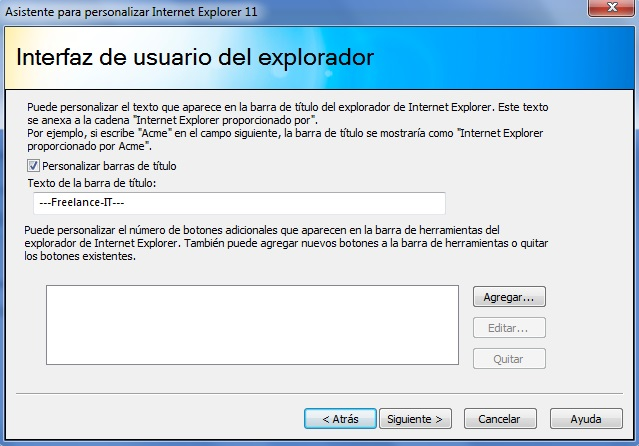 Asistente para personalizar Internet Explorer 11
Interfaz de usuario del explorador
Puede personalizar el texto que aparece en la barra de título del explorador de Internet Explorer. Este texto
se anexa a la cadena "Internet Explorer proporcionado por".
Por ejemplo, si escribe "Acme" en el campo siguiente, la barra de título se mostraría como "Internet Explorer
proporcionado por Acme".
Personalizar barras de título
Texto de la barra de título:
---Freelance-IT---
Puede personalizar el número de botones adicionales que aparecen en la barra de herramientas del
explorador de Internet Explorer. También puede agregar nuevos botones a la barra de herramientas o quitar
los botones existentes.
Agregar...
Editar...
Quitar
< Atrás
Siguiente >
Cancelar
Ayuda